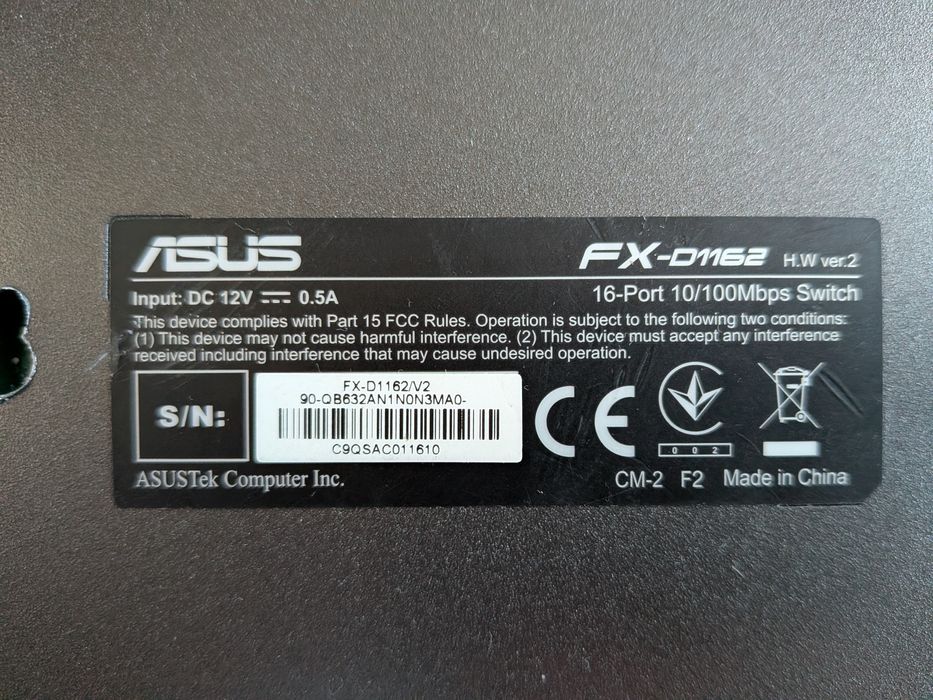 ASUS
FX-D1162 H.W ver.2
Input: DC 12V ⎓ 0.5A
16-Port 10/100Mbps Switch
This device complies with Part 15 FCC Rules. Operation is subject to the following two conditions:
(1) This device may not cause harmful interference. (2) This device must accept any interference
received including interference that may cause undesired operation.
S/N:
FX-D1162/V2
90-QB632AN1N0N3MA0-
C9QSAC011610
CE
002
ASUSTek Computer Inc.
CM-2 F2 Made in China